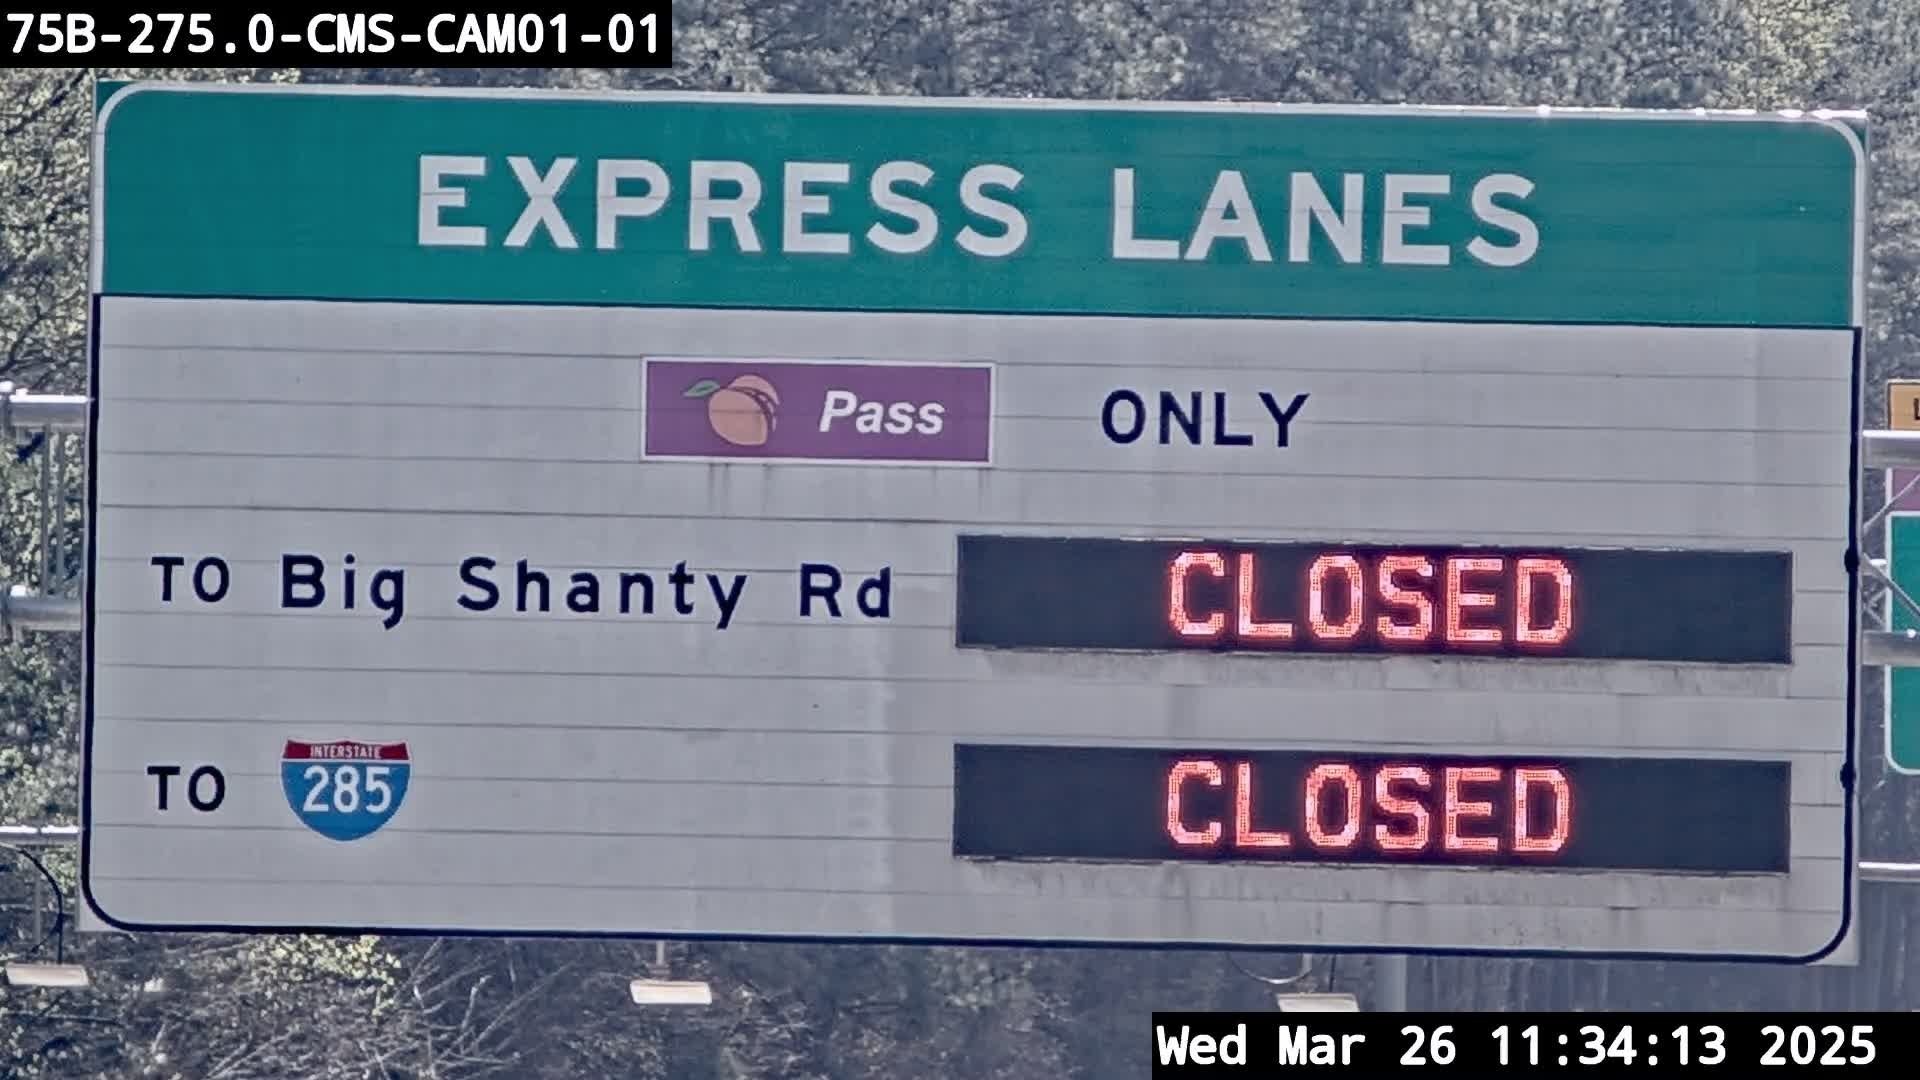 75B-275.0-CMS-CAM01-01
EXPRESS LANES
Pass ONLY
TO Big Shanty Rd CLOSED
TO INTERSTATE 285 CLOSED
Wed Mar 26 11:34:13 2025